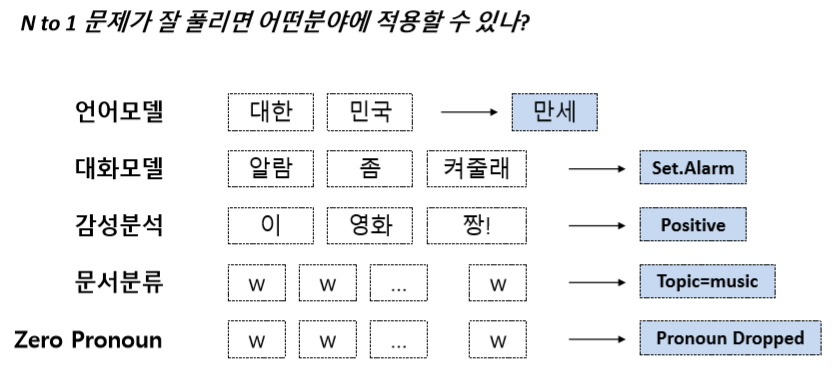 N to 1 문제가 잘 풀리면 어떤분야에 적용할 수 있나?
언어모델 대한 민국 만세
대화모델 알람 좀 켜줄래 Set.Alarm
감성분석 이 영화 짱! Positive
문서분류 w w ... w Topic=music
Zero Pronoun w w ... w Pronoun Dropped